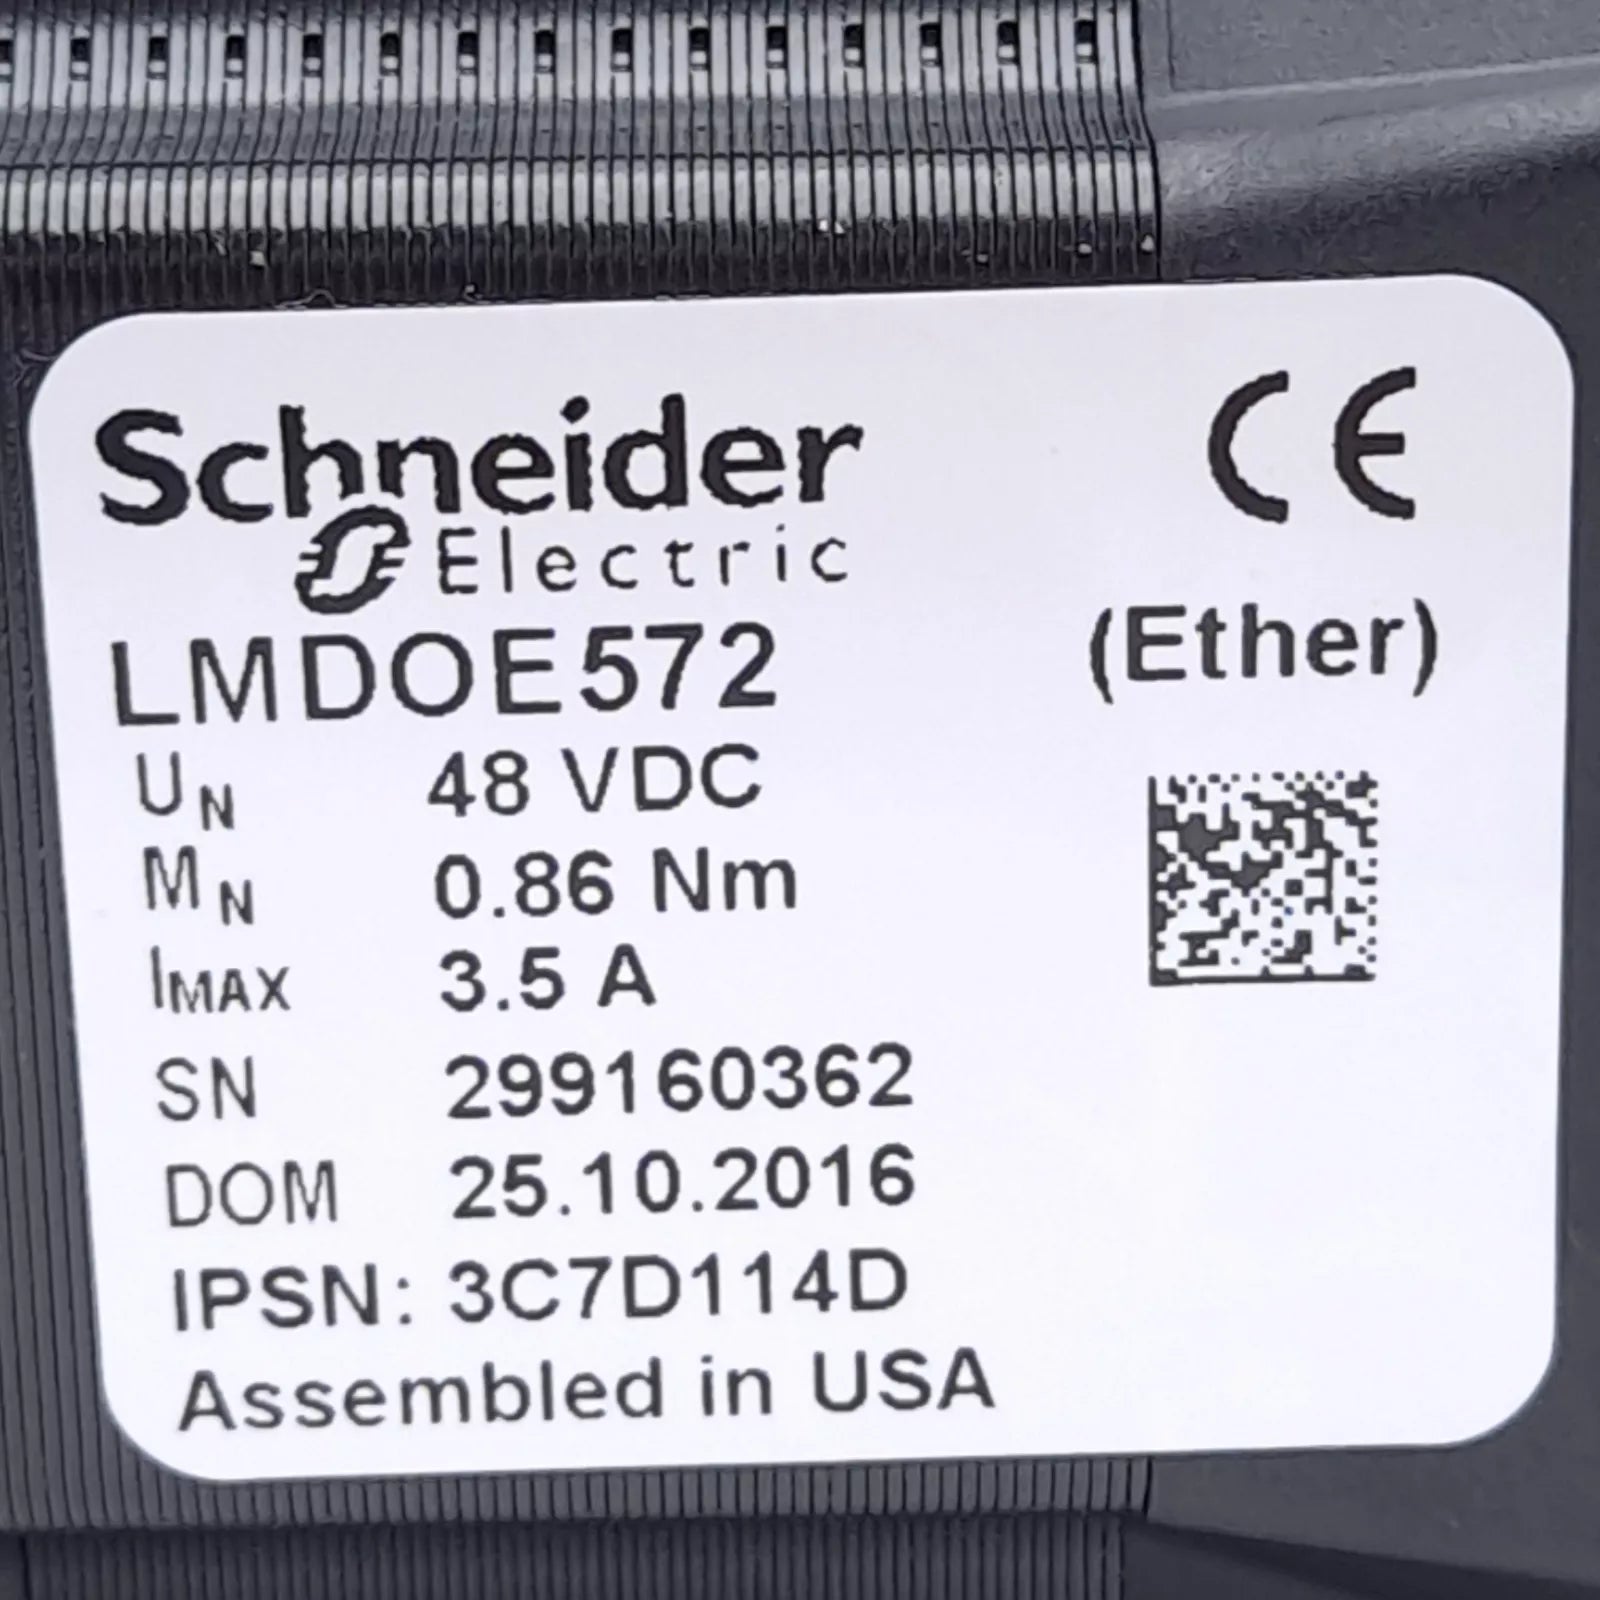 Schneider
Electric
CE
LMDOE572
(Ether)
UN 48 VDC
MN 0.86 Nm
IMAX 3.5 A
SN 299160362
DOM 25.10.2016
IPSN: 3C7D114D
Assembled in USA